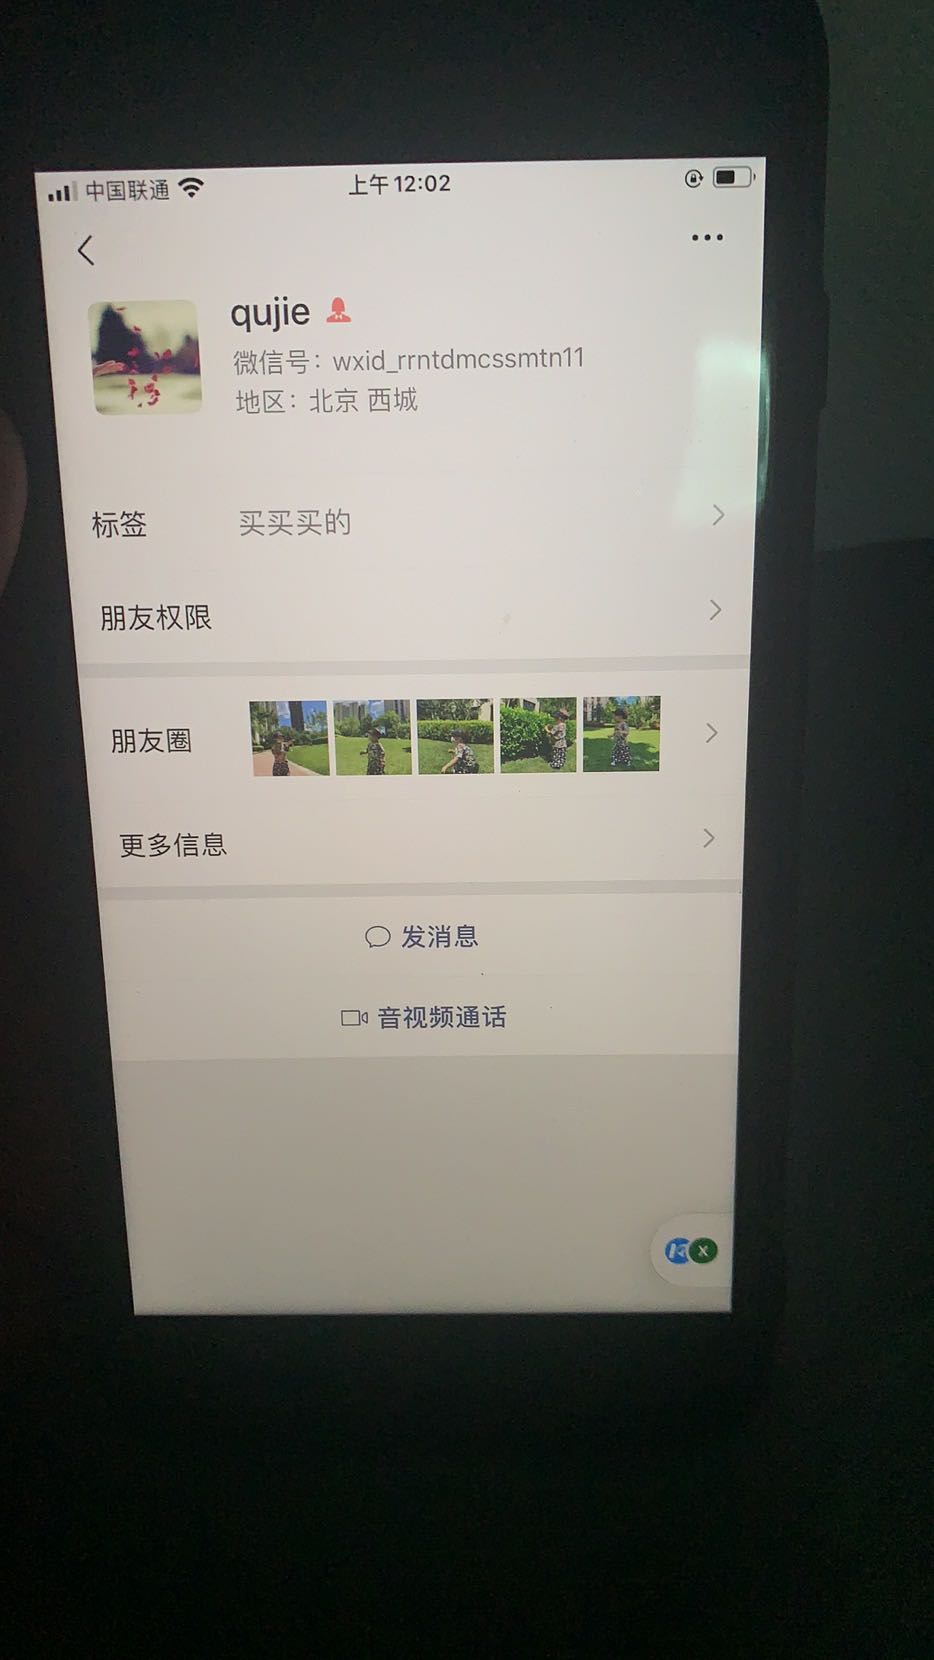 中国联通
上午12:02
qujie
微信号：wxid_rrntdmcssmtn11
地区：北京 西城
标签
买买买的
朋友权限
朋友圈
更多信息
发消息
音视频通话
X